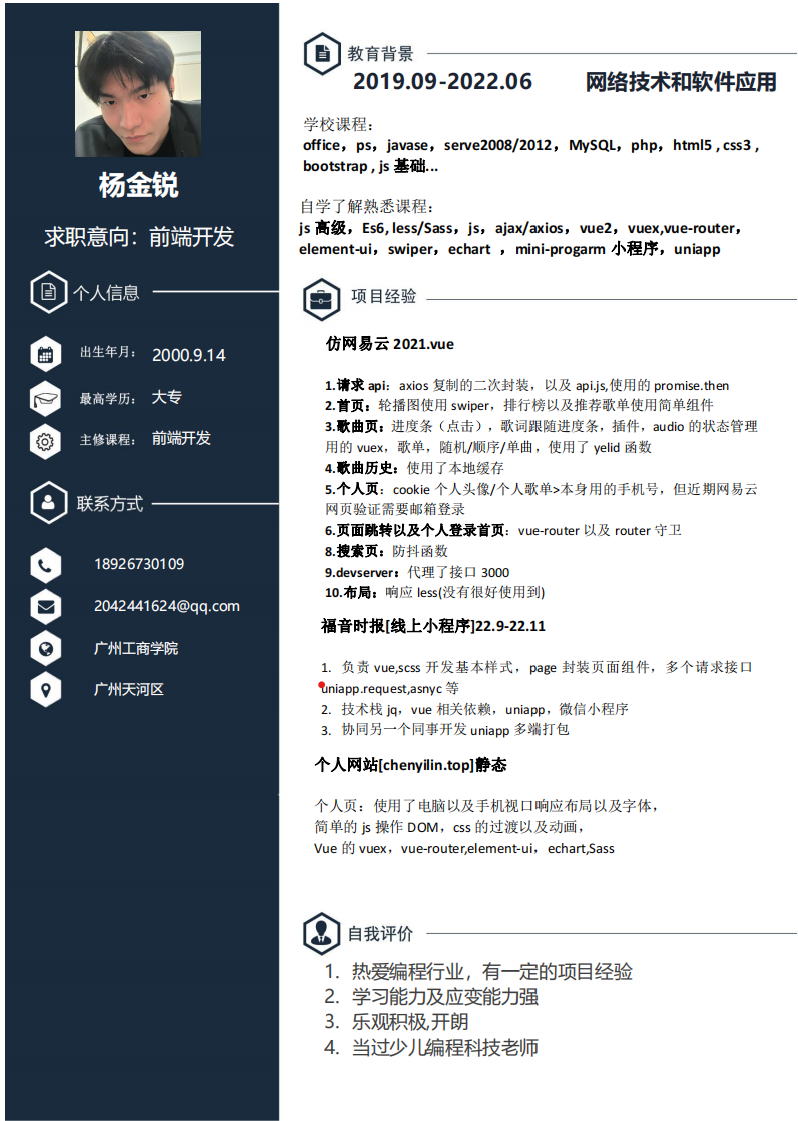 杨金锐
求职意向：前端开发
个人信息
出生年月： 2000.9.14
最高学历： 大专
主修课程： 前端开发
联系方式
18926730109
2042441624@qq.com
广州工商学院
广州天河区
教育背景
2019.09-2022.06 网络技术和软件应用
学校课程：
office，ps，javase，serve2008/2012，MySQL，php，html5 , css3 ,
bootstrap , js 基础...
自学了解熟悉课程：
js 高级，Es6, less/Sass，js，ajax/axios，vue2，vuex,vue-router，
element-ui，swiper，echart ，mini-progarm 小程序，uniapp
项目经验
仿网易云 2021.vue
1.请求 api：axios 复制的二次封装，以及 api.js,使用的 promise.then
2.首页：轮播图使用 swiper，排行榜以及推荐歌单使用简单组件
3.歌曲页：进度条（点击），歌词跟随进度条，插件，audio 的状态管理
用的 vuex，歌单，随机/顺序/单曲，使用了 yelid 函数
4.歌曲历史：使用了本地缓存
5.个人页：cookie 个人头像/个人歌单>本身用的手机号，但近期网易云
网页验证需要邮箱登录
6.页面跳转以及个人登录首页：vue-router 以及 router 守卫
8.搜索页：防抖函数
9.devserver：代理了接口 3000
10.布局：响应 less(没有很好使用到)
福音时报[线上小程序]22.9-22.11
1. 负责 vue,scss 开发基本样式，page 封装页面组件，多个请求接口
uniapp.request,asnyc 等
2. 技术栈 jq，vue 相关依赖，uniapp，微信小程序
3. 协同另一个同事开发 uniapp 多端打包
个人网站[chenyilin.top]静态
个人页：使用了电脑以及手机视口响应布局以及字体，
简单的 js 操作 DOM，css 的过渡以及动画，
Vue 的 vuex，vue-router,element-ui，echart,Sass
自我评价
1. 热爱编程行业，有一定的项目经验
2. 学习能力及应变能力强
3. 乐观积极,开朗
4. 当过少儿编程科技老师